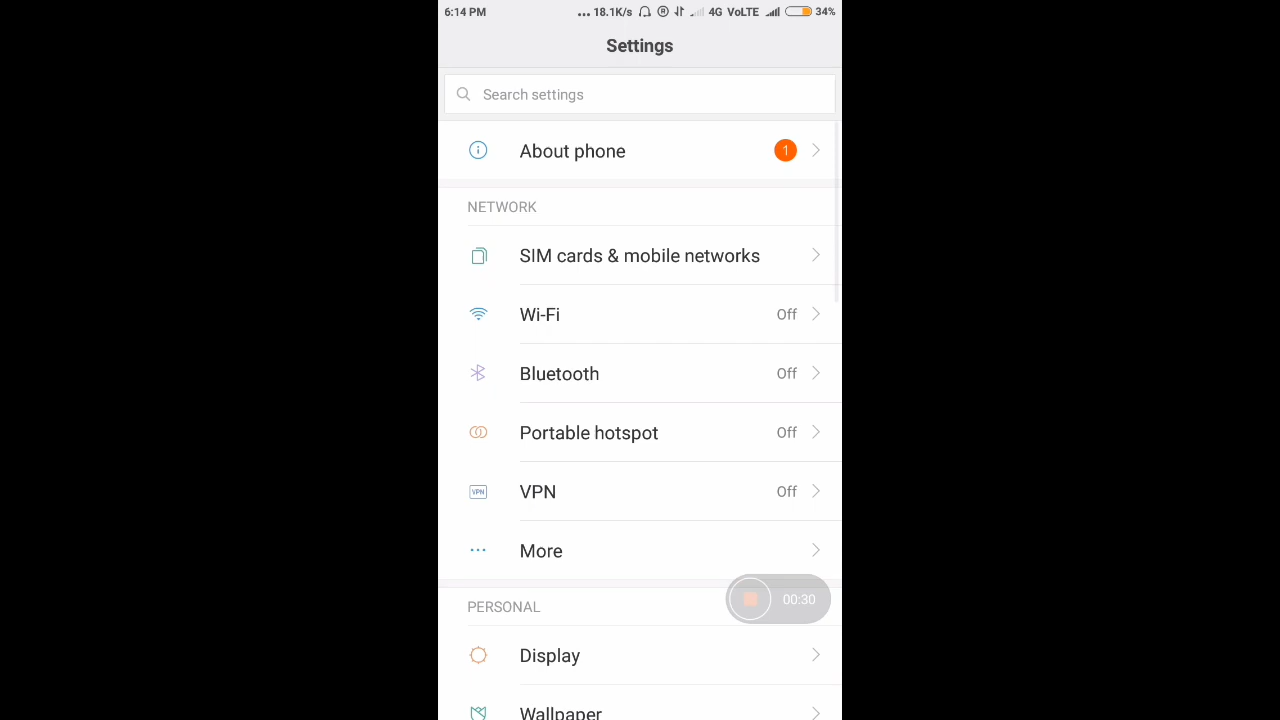 6:14 PM ... 18.1K/s 4G VoLTE 34%
Settings
Search settings
About phone 1
NETWORK
SIM cards & mobile networks
Wi-Fi Off
Bluetooth Off
Portable hotspot Off
VPN VPN Off
More
00:30
PERSONAL
Display
Wallpaper